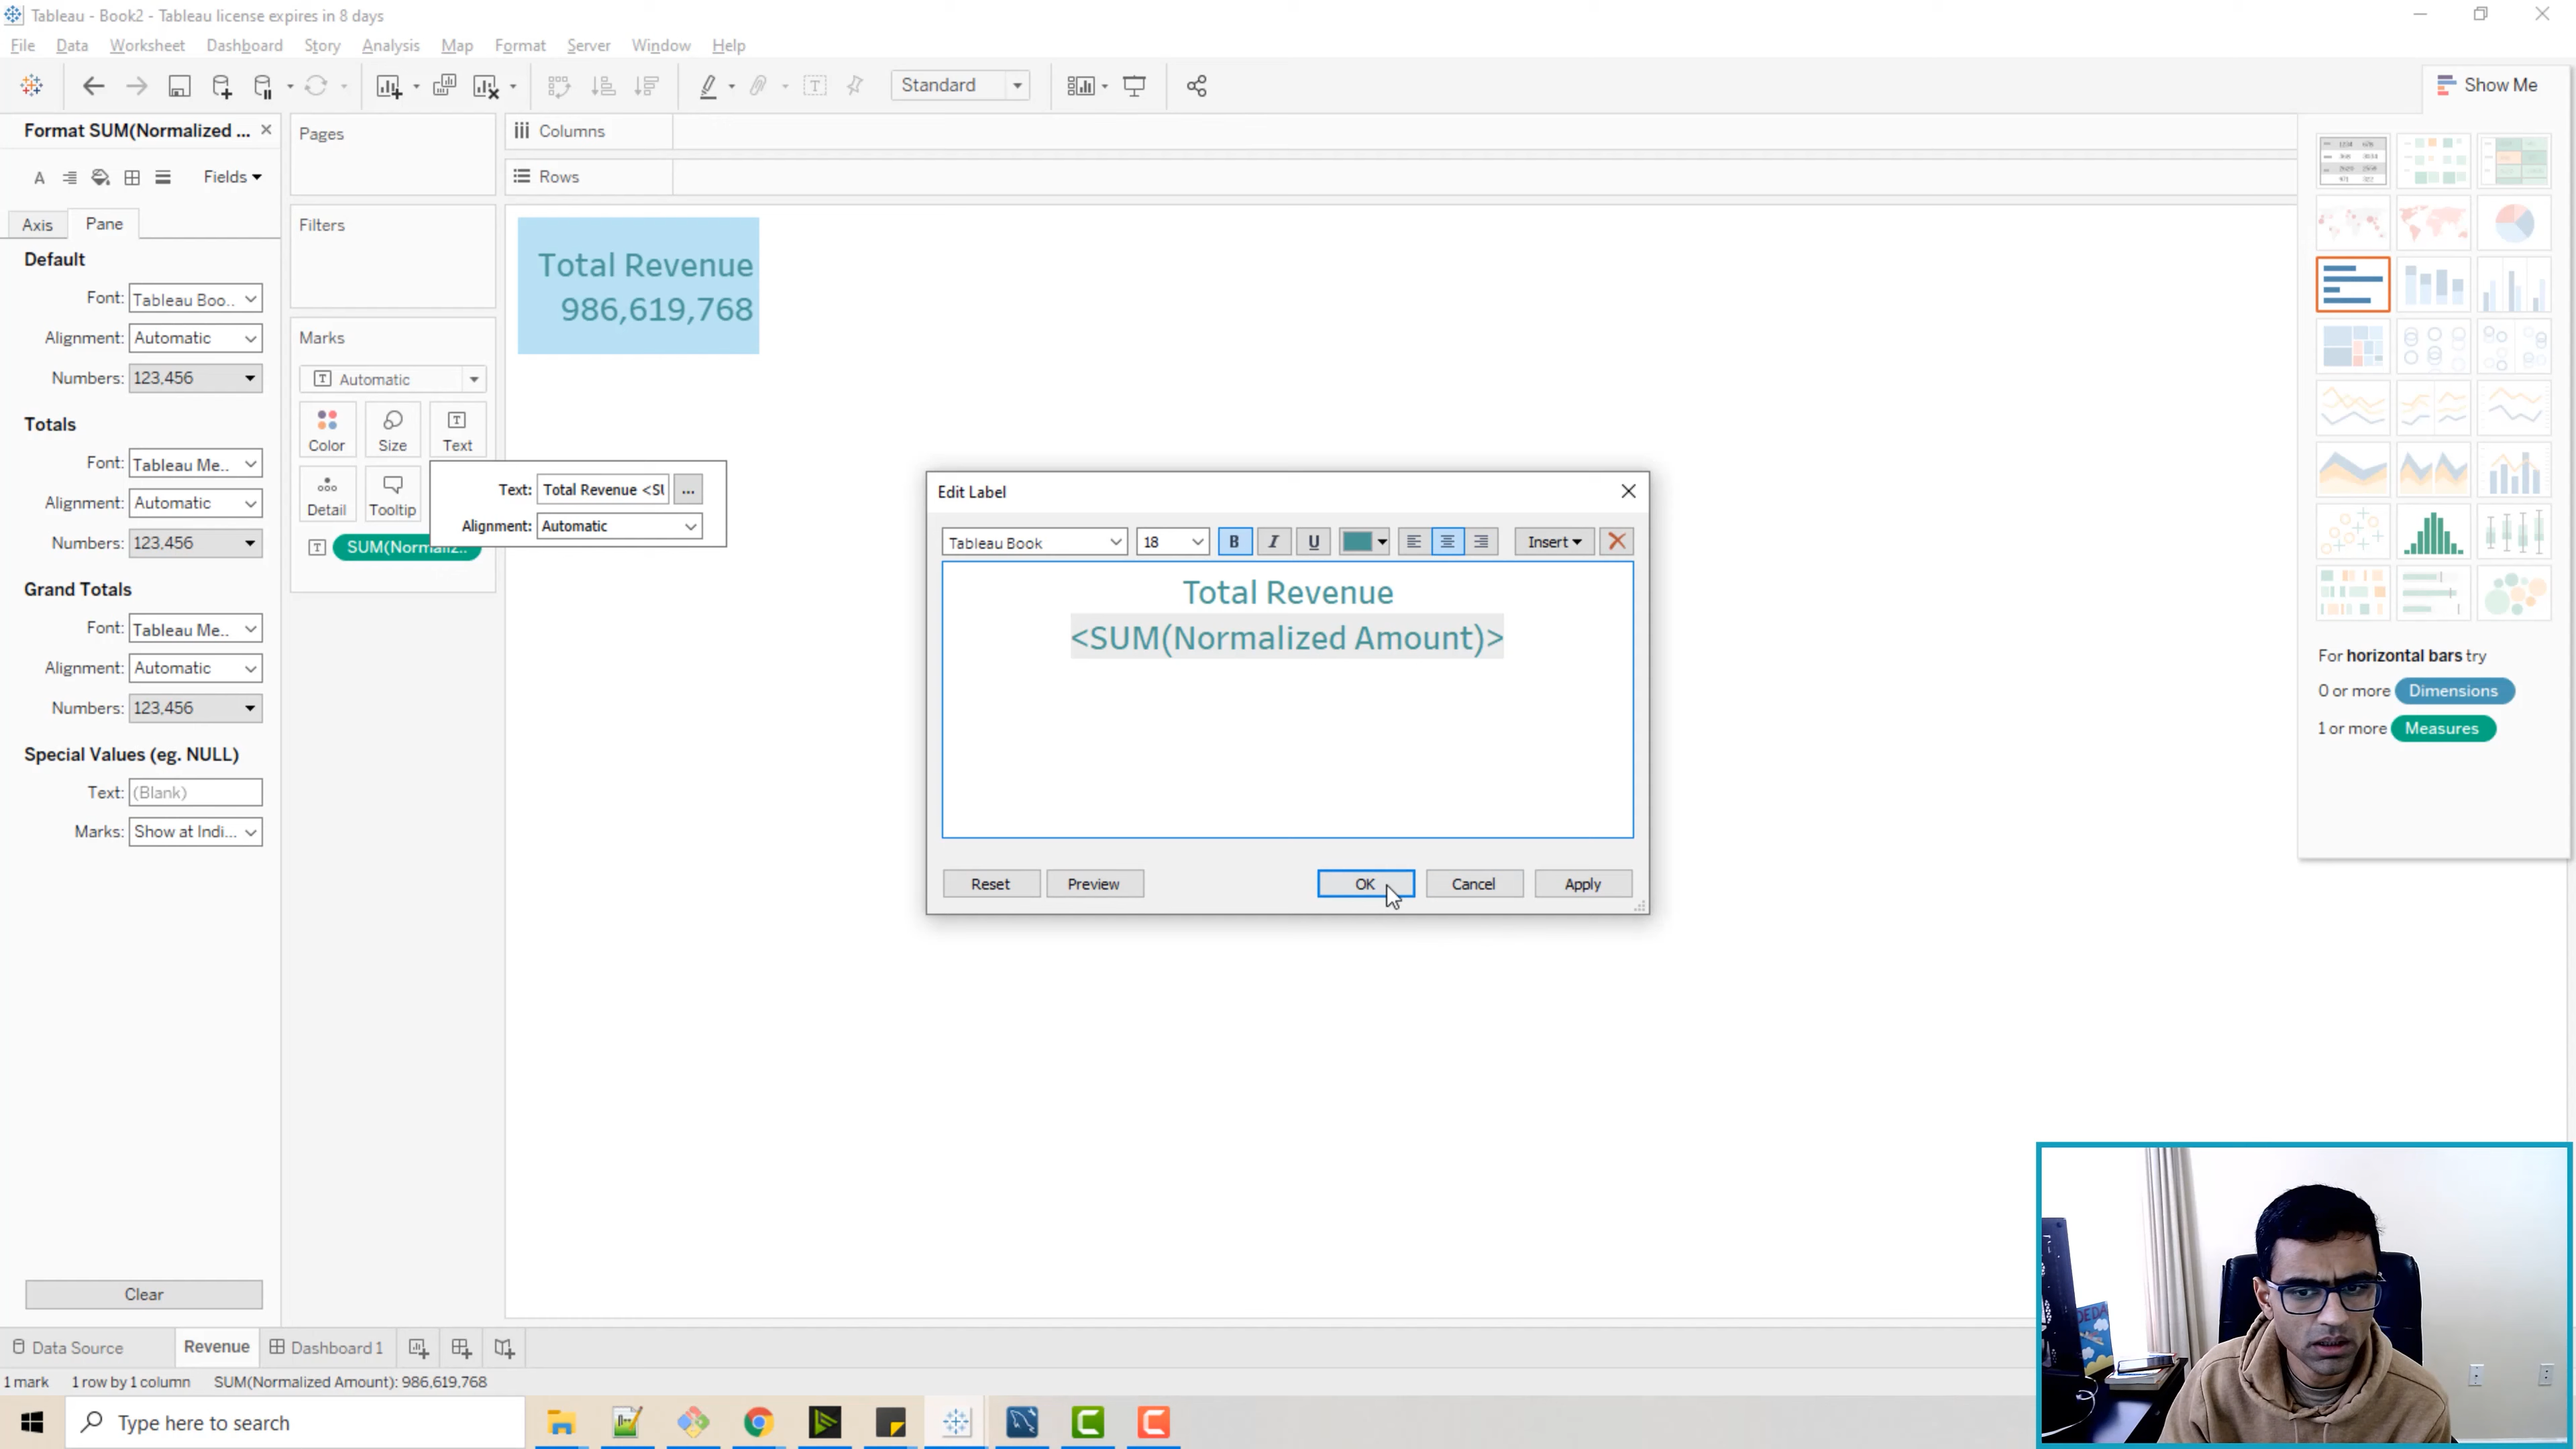 Tableau - Book2 - Tableau license expires in 8 days
File Data Worksheet Dashboard Story Analysis Map Format Server Window Help
Standard
Show Me
Format SUM(Normalized ...
Fields
Axis Pane
Default
Font: Tableau Boo..
Alignment: Automatic
Numbers: 123,456
Totals
Font: Tableau Me..
Alignment: Automatic
Numbers: 123,456
Grand Totals
Font: Tableau Me..
Alignment: Automatic
Numbers: 123,456
Special Values (eg. NULL)
Text: (Blank)
Marks: Show at Indi...
Clear
Pages
Filters
Marks
Automatic
Color Size Text
Detail Tooltip
SUM(Normaliz..
Text: Total Revenue <SU
...
Alignment: Automatic
Columns
Rows
Total Revenue
986,619,768
Edit Label
Tableau Book 18 B I U Insert
Total Revenue
<SUM(Normalized Amount)>
Reset Preview OK Cancel Apply
For horizontal bars try
0 or more Dimensions
1 or more Measures
Data Source Revenue Dashboard 1
1 mark 1 row by 1 column SUM(Normalized Amount): 986,619,768
Type here to search